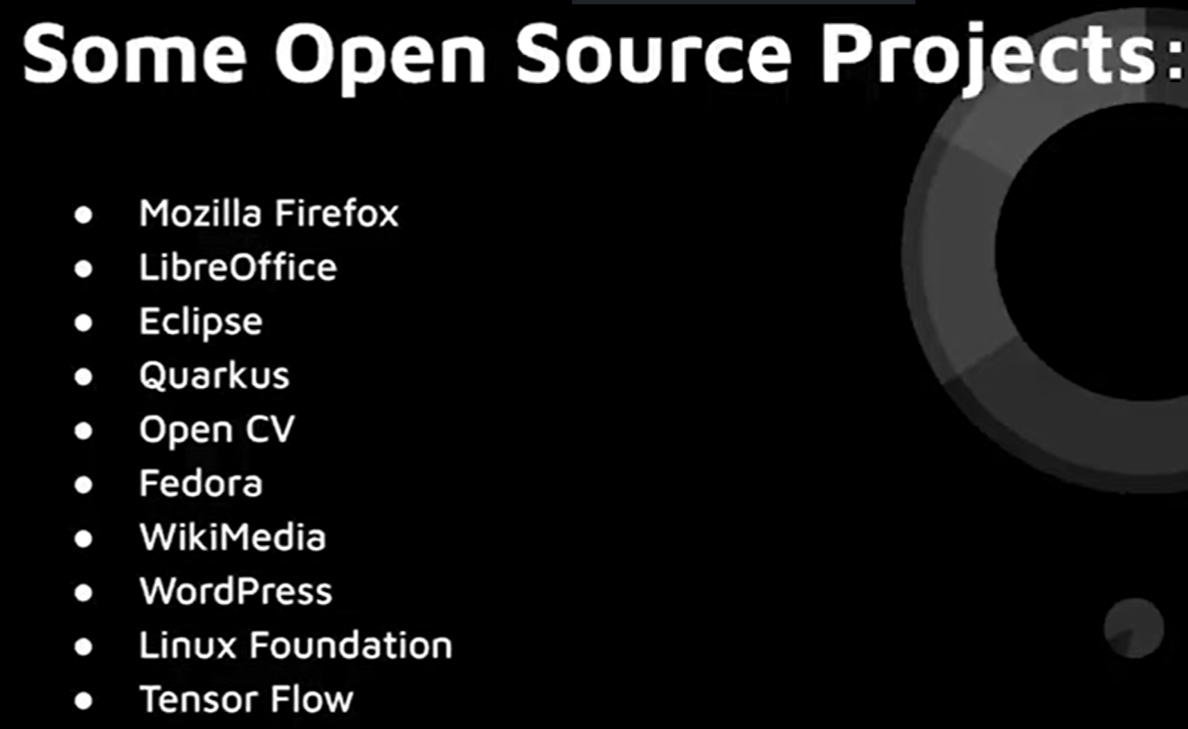 Some Open Source Projects:
● Mozilla Firefox
● LibreOffice
● Eclipse
● Quarkus
● Open CV
● Fedora
● WikiMedia
● WordPress
● Linux Foundation
● Tensor Flow